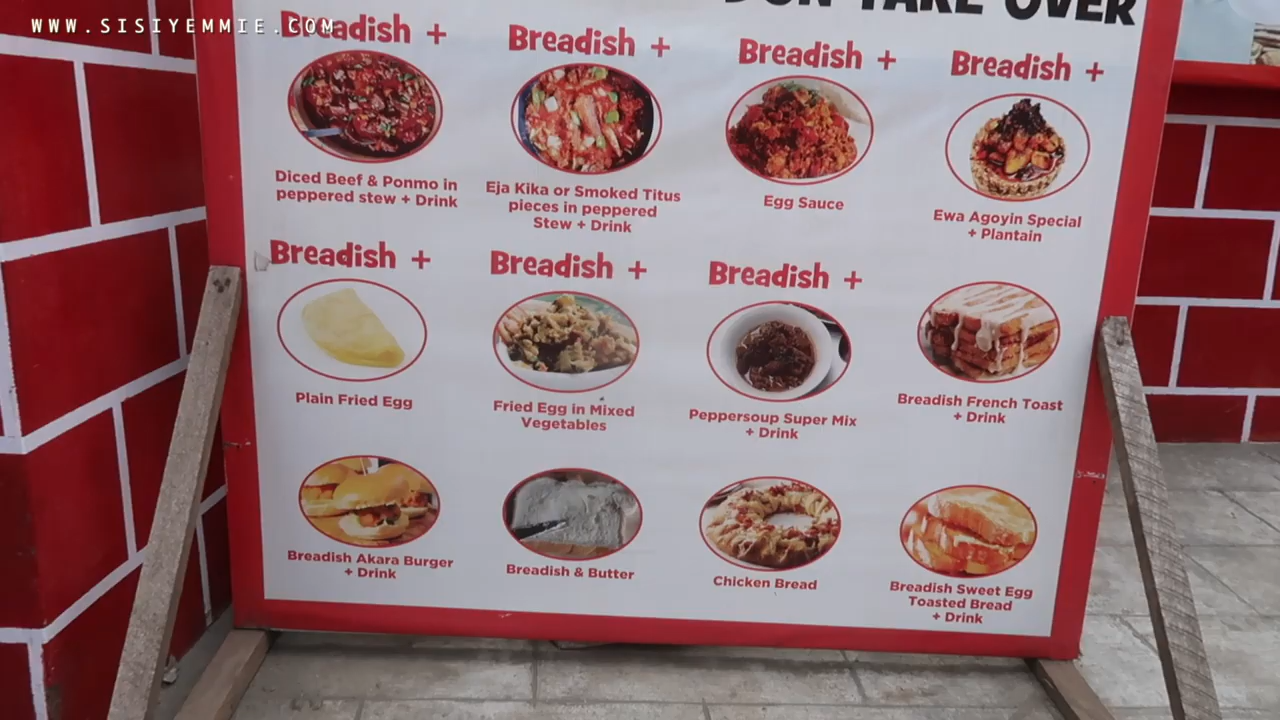 WWW.SISIYEMMIE.COM
DON TAKE OVER
Breadish +
Diced Beef & Ponmo in
peppered stew + Drink
Breadish +
Eja Kika or Smoked Titus
pieces in peppered
Stew + Drink
Breadish +
Egg Sauce
Breadish +
Ewa Agoyin Special
+ Plantain
Breadish +
Plain Fried Egg
Breadish +
Fried Egg in Mixed
Vegetables
Breadish +
Peppersoup Super Mix
+ Drink
Breadish French Toast
+ Drink
Breadish Akara Burger
+ Drink
Breadish & Butter
Chicken Bread
Breadish Sweet Egg
Toasted Bread
+ Drink